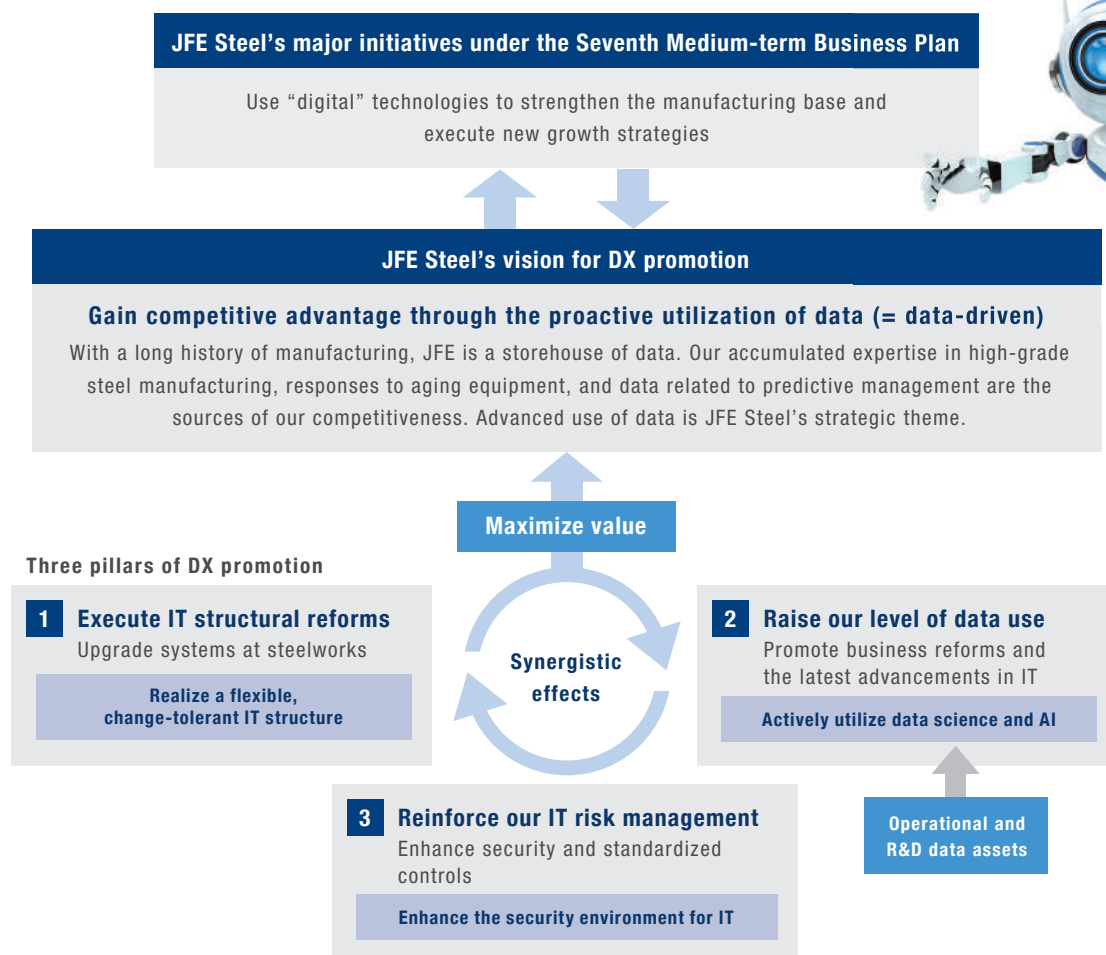 JFE Steel’s major initiatives under the Seventh Medium-term Business Plan
Use “digital” technologies to strengthen the manufacturing base and
execute new growth strategies
JFE Steel’s vision for DX promotion
Gain competitive advantage through the proactive utilization of data (= data-driven)
With a long history of manufacturing, JFE is a storehouse of data. Our accumulated expertise in high-grade
steel manufacturing, responses to aging equipment, and data related to predictive management are the
sources of our competitiveness. Advanced use of data is JFE Steel’s strategic theme.
Maximize value
Three pillars of DX promotion
1 Execute IT structural reforms
Upgrade systems at steelworks
Realize a flexible,
change-tolerant IT structure
Synergistic
effects
2 Raise our level of data use
Promote business reforms and
the latest advancements in IT
Actively utilize data science and AI
Operational and
R&D data assets
3 Reinforce our IT risk management
Enhance security and standardized
controls
Enhance the security environment for IT